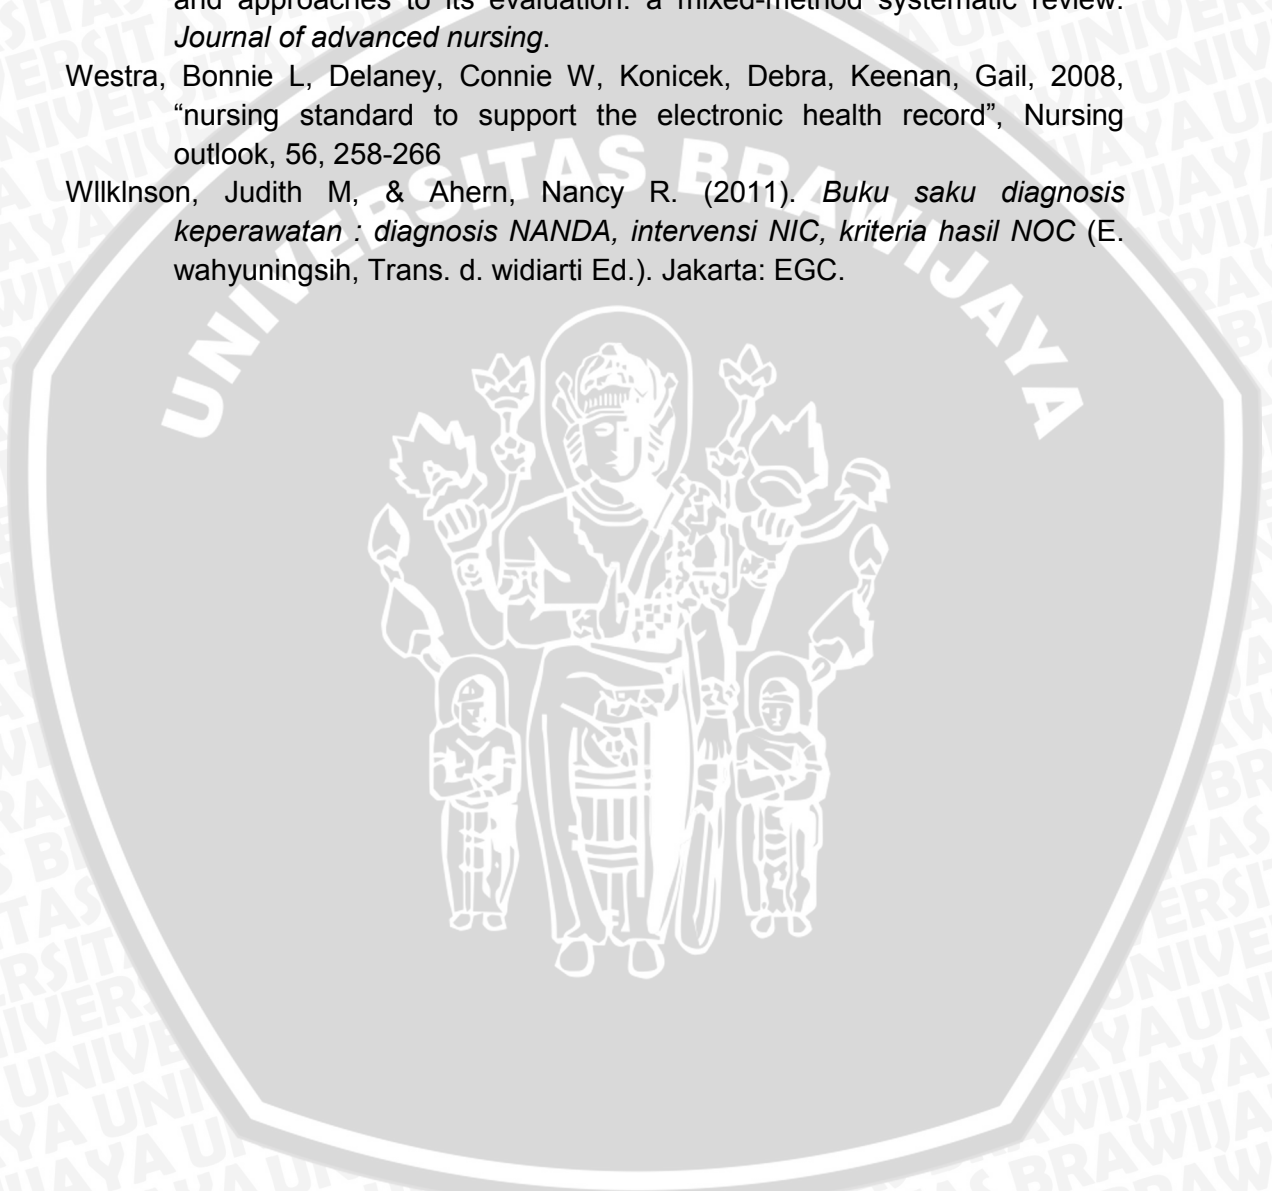 and approaches to its evaluation: a mixed-method systematic review.
Journal of advanced nursing.
Westra, Bonnie L, Delaney, Connie W, Konicek, Debra, Keenan, Gail, 2008,
“nursing standard to support the electronic health record”, Nursing
outlook, 56, 258-266
WIlkInson, Judith M, & Ahern, Nancy R. (2011). Buku saku diagnosis
keperawatan : diagnosis NANDA, intervensi NIC, kriteria hasil NOC (E.
wahyuningsih, Trans. d. widiarti Ed.). Jakarta: EGC.
UNIVERSITAS BRAWIJAYA